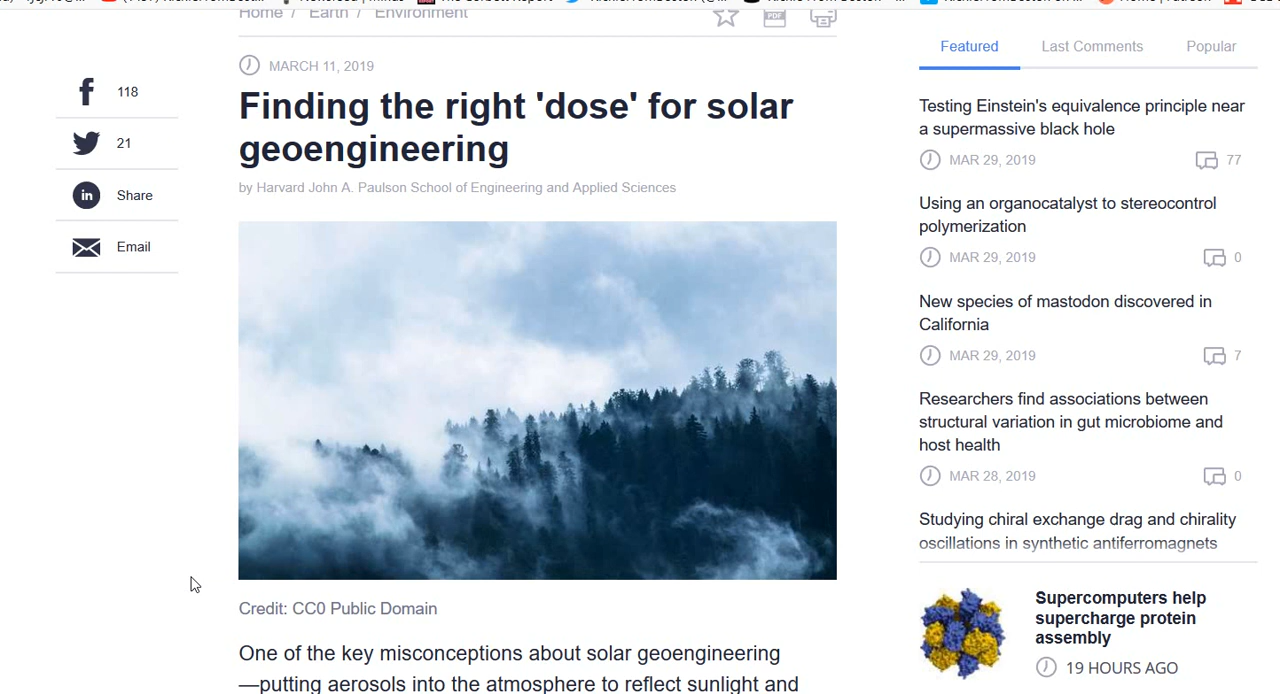 Home / Earth / Environment
PDF
MARCH 11, 2019
Finding the right 'dose' for solar
geoengineering
by Harvard John A. Paulson School of Engineering and Applied Sciences
118
21
in Share
Email
Credit: CC0 Public Domain
One of the key misconceptions about solar geoengineering
—putting aerosols into the atmosphere to reflect sunlight and
Featured Last Comments Popular
Testing Einstein's equivalence principle near
a supermassive black hole
MAR 29, 2019 77
Using an organocatalyst to stereocontrol
polymerization
MAR 29, 2019 0
New species of mastodon discovered in
California
MAR 29, 2019 7
Researchers find associations between
structural variation in gut microbiome and
host health
MAR 28, 2019 0
Studying chiral exchange drag and chirality
oscillations in synthetic antiferromagnets
Supercomputers help
supercharge protein
assembly
19 HOURS AGO